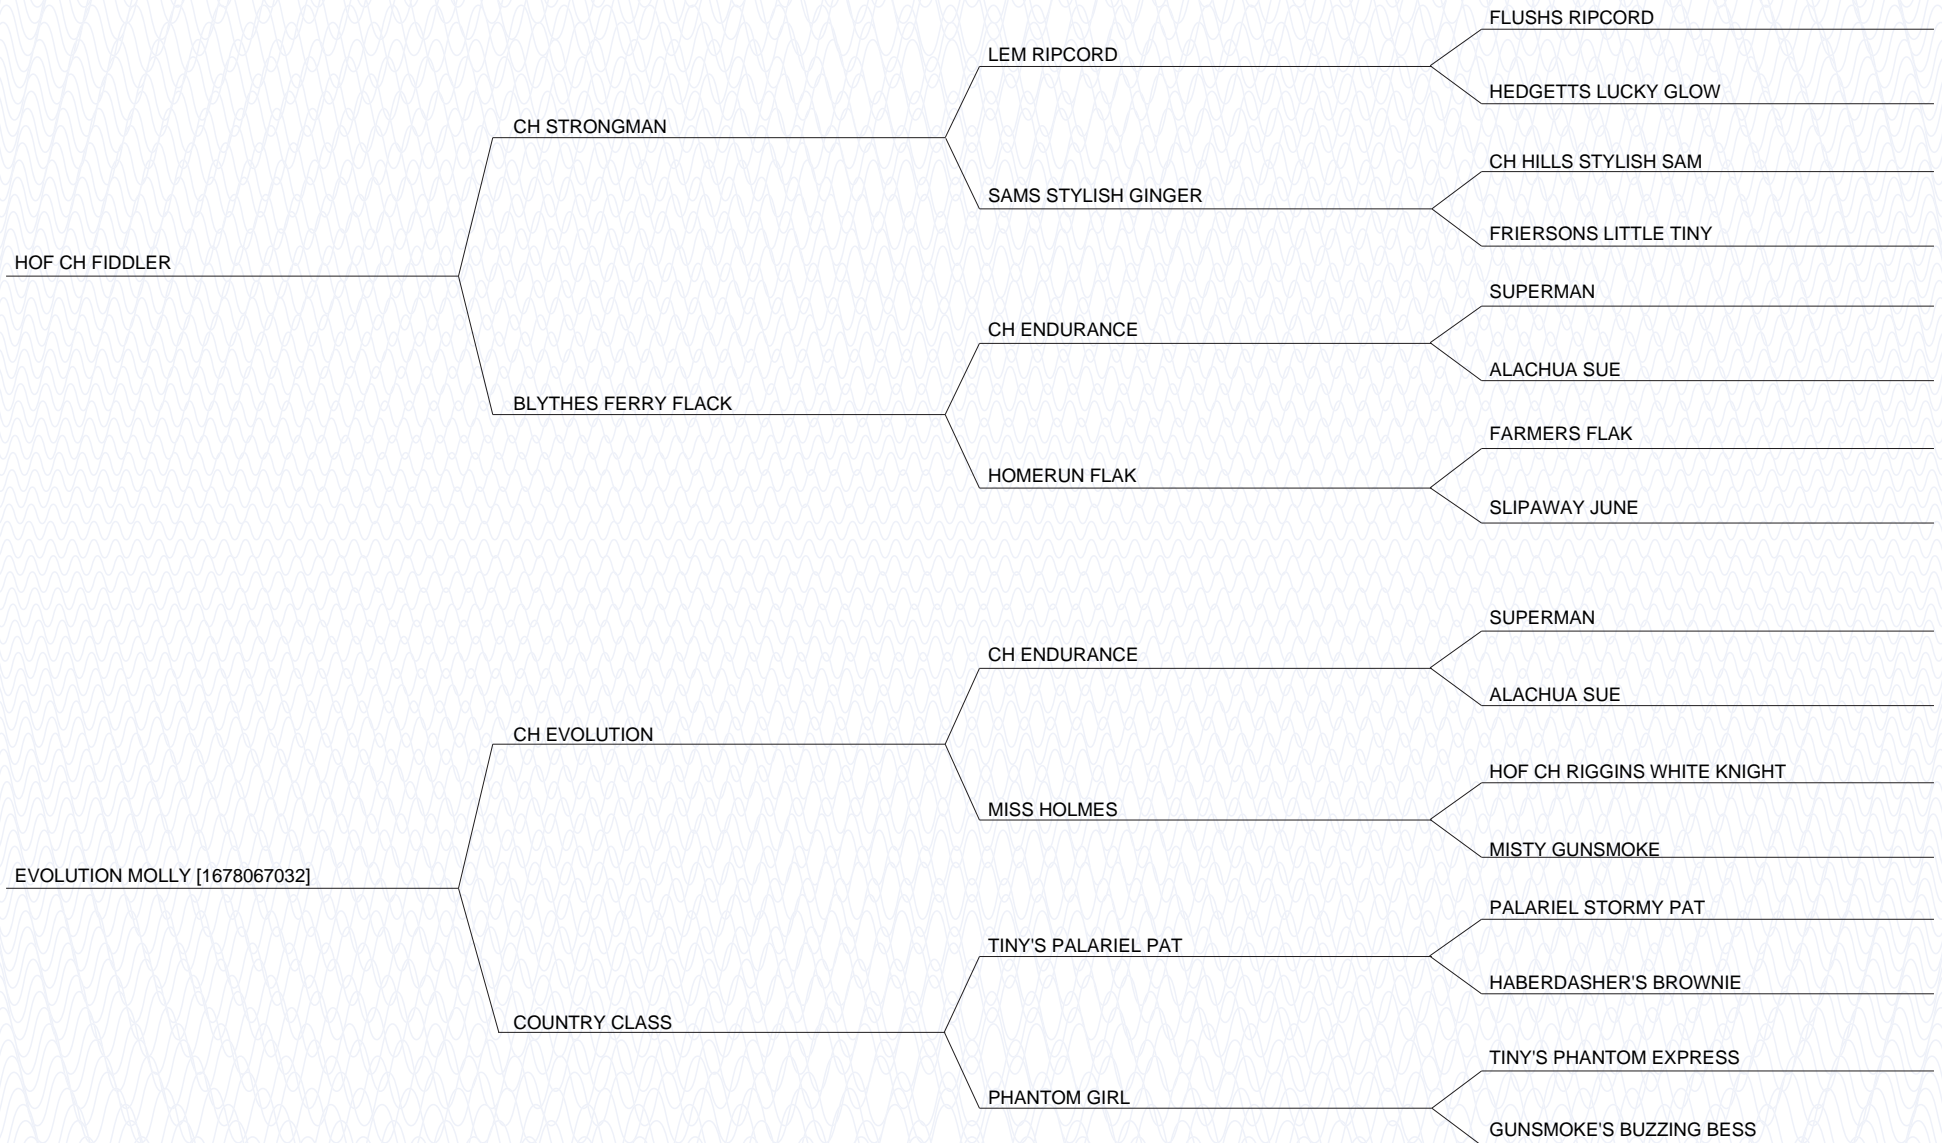 FLUSHS RIPCORD
LEM RIPCORD
HEDGETTS LUCKY GLOW
CH STRONGMAN
CH HILLS STYLISH SAM
SAMS STYLISH GINGER
FRIERSONS LITTLE TINY
HOF CH FIDDLER
SUPERMAN
CH ENDURANCE
ALACHUA SUE
BLYTHES FERRY FLACK
FARMERS FLAK
HOMERUN FLAK
SLIPAWAY JUNE
SUPERMAN
CH ENDURANCE
ALACHUA SUE
CH EVOLUTION
HOF CH RIGGINS WHITE KNIGHT
MISS HOLMES
MISTY GUNSMOKE
EVOLUTION MOLLY [1678067032]
PALARIEL STORMY PAT
TINY'S PALARIEL PAT
HABERDASHER'S BROWNIE
COUNTRY CLASS
TINY'S PHANTOM EXPRESS
PHANTOM GIRL
GUNSMOKE'S BUZZING BESS